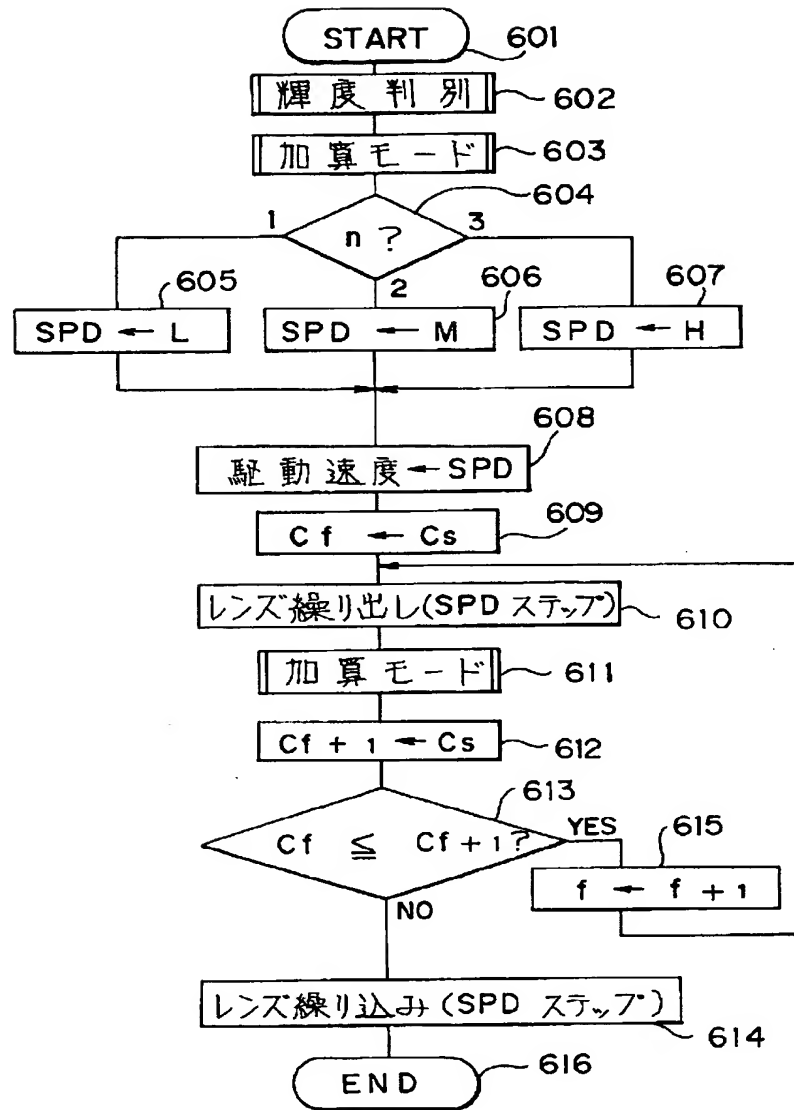 START
601
輝度判別
602
加算モード
603
604
n ?
1
3
2
605
606
607
SPD ← L
SPD ← M
SPD ← H
608
駆動速度 ← SPD
Cf ← Cs
609
レンズ繰り出し(SPD ステップ)
610
加算モード
611
Cf + 1 ← Cs
612
613
Cf ≦ Cf + 1 ?
YES
615
f ← f + 1
NO
レンズ繰り込み(SPD ステップ)
614
END
616